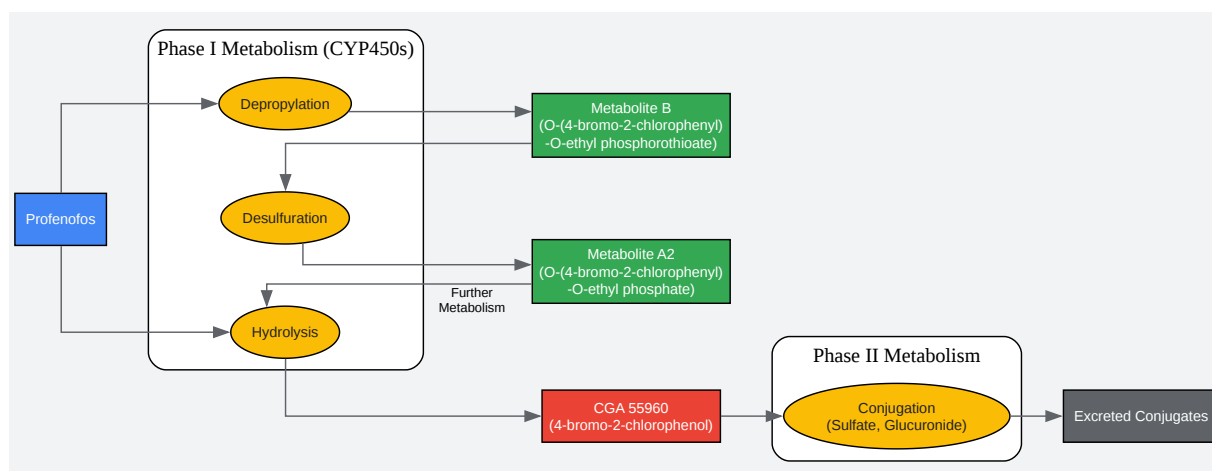 Phase I Metabolism (CYP450s)
Depropylation
Metabolite B
(O-(4-bromo-2-chlorophenyl)
-O-ethyl phosphorothioate)
Profenofos
Desulfuration
Metabolite A2
(O-(4-bromo-2-chlorophenyl)
-O-ethyl phosphate)
Further
Metabolism
Hydrolysis
Phase II Metabolism
CGA 55960
(4-bromo-2-chlorophenol)
Conjugation
(Sulfate, Glucuronide)
Excreted Conjugates